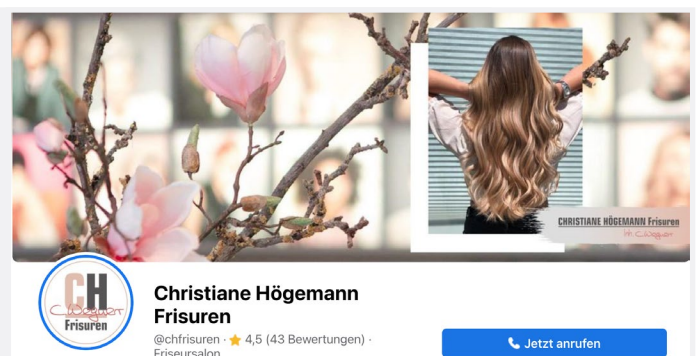 CHRISTIANE HÖGEMANN Frisuren
CH
Frisuren
Christiane Högemann
Frisuren
@chfrisuren · 4,5 (43 Bewertungen) ·
Friseursalon
Jetzt anrufen